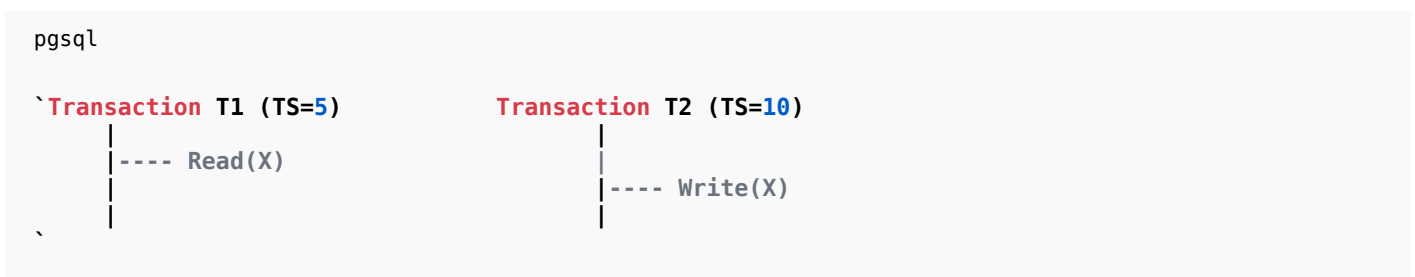 pgsql
`Transaction T1 (TS=5)           Transaction T2 (TS=10)
     |                                  |
     |---- Read(X)                      |
     |                                  |---- Write(X)
     |                                  |
`